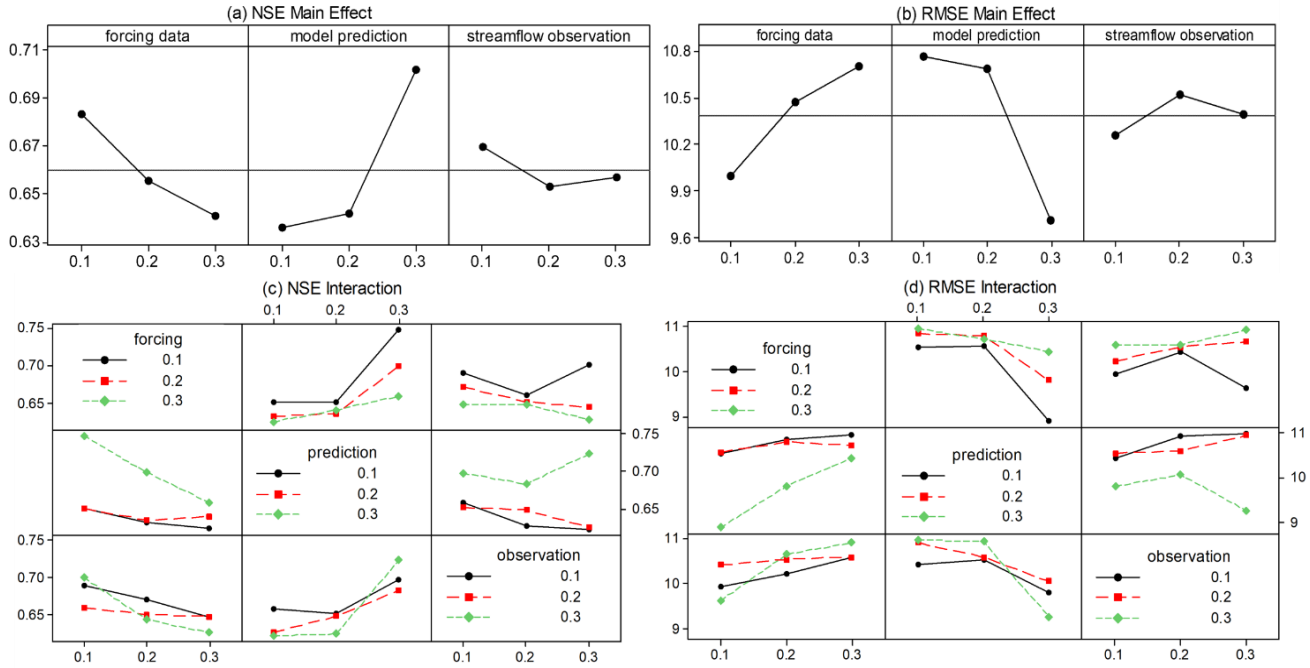 (a) NSE Main Effect
forcing data model prediction streamflow observation
0.71
0.69
0.67
0.65
0.63
0.1 0.2 0.3 0.1 0.2 0.3 0.1 0.2 0.3
(b) RMSE Main Effect
forcing data model prediction streamflow observation
10.8
10.5
10.2
9.9
9.6
0.1 0.2 0.3 0.1 0.2 0.3 0.1 0.2 0.3
(c) NSE Interaction
0.1 0.2 0.3
0.75
0.70
0.65
forcing
0.1
0.2
0.3
prediction
0.1
0.2
0.3
0.75
0.70
0.65
0.75
0.70
0.65
observation
0.1
0.2
0.3
0.1 0.2 0.3 0.1 0.2 0.3
(d) RMSE Interaction
0.1 0.2 0.3
11
10
9
forcing
0.1
0.2
0.3
prediction
0.1
0.2
0.3
11
10
9
11
10
9
observation
0.1
0.2
0.3
0.1 0.2 0.3 0.1 0.2 0.3